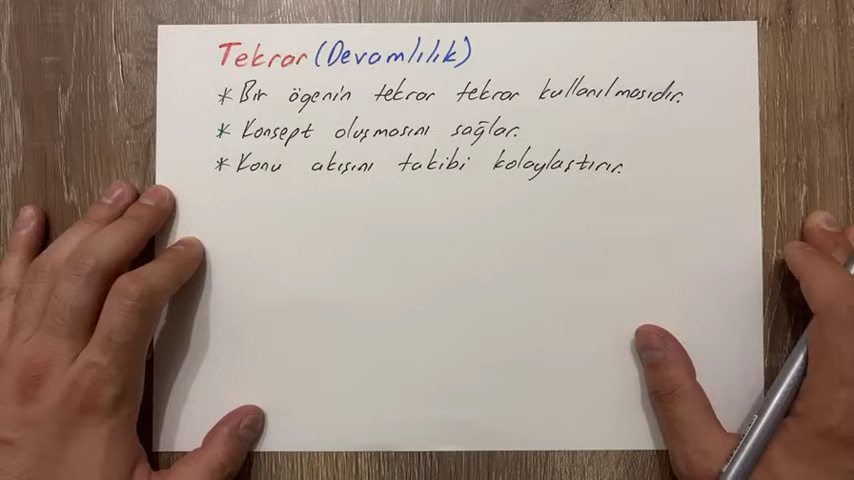 Tekrar (Devamlılık)
* Bir ögenin tekrar tekrar kullanılmasıdır.
* Konsept oluşmasını sağlar.
* Konu akışını takibi kolaylaştırır.